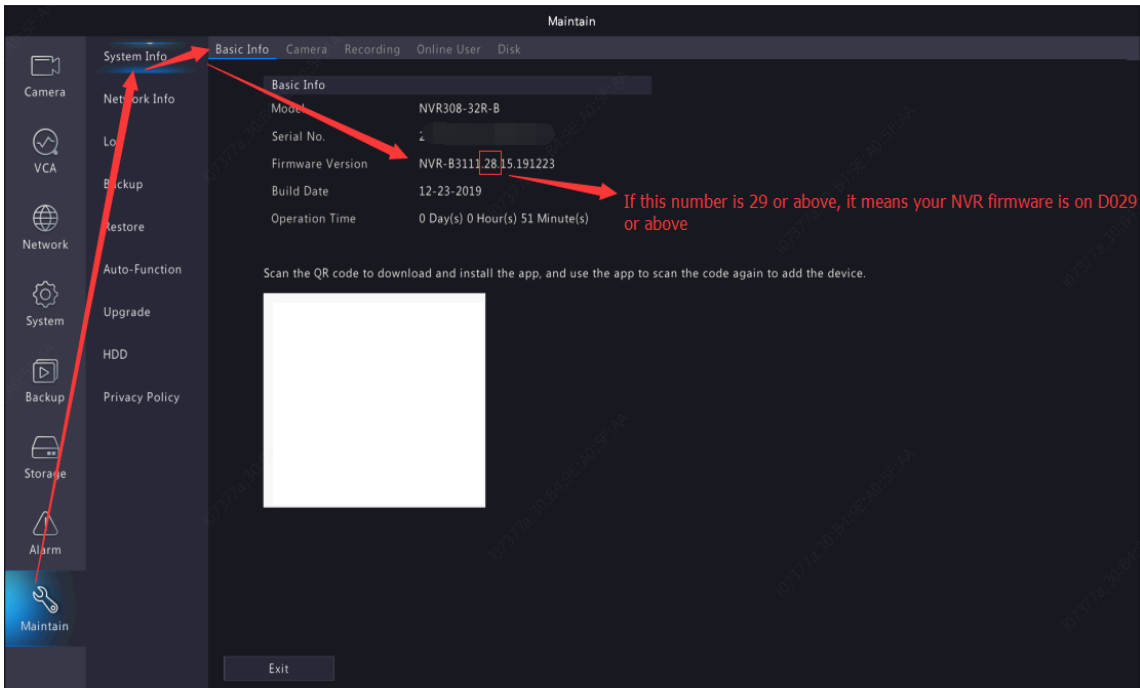 Maintain
Camera
VCA
Network
System
Backup
Storage
Alarm
Maintain
System Info
Network Info
Log
Backup
Restore
Auto-Function
Upgrade
HDD
Privacy Policy
Basic Info Camera Recording Online User Disk
Basic Info
Model NVR308-32R-B
Serial No. 2
Firmware Version NVR-B3111.28.15.191223
Build Date 12-23-2019
Operation Time 0 Day(s) 0 Hour(s) 51 Minute(s)
If this number is 29 or above, it means your NVR firmware is on D029
or above
Scan the QR code to download and install the app, and use the app to scan the code again to add the device.
Exit